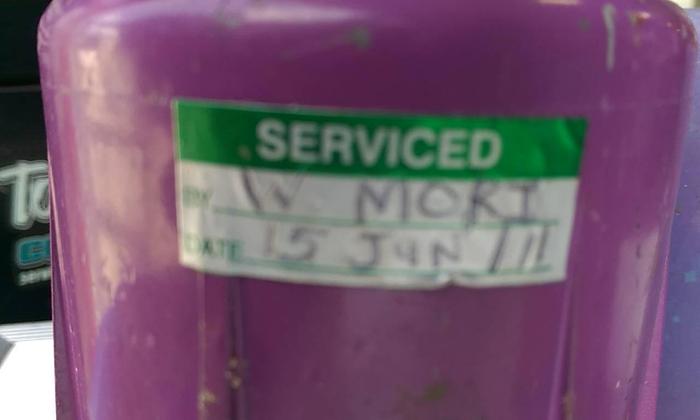 SERVICED
BY W MORI
DATE 15 JUN / 11